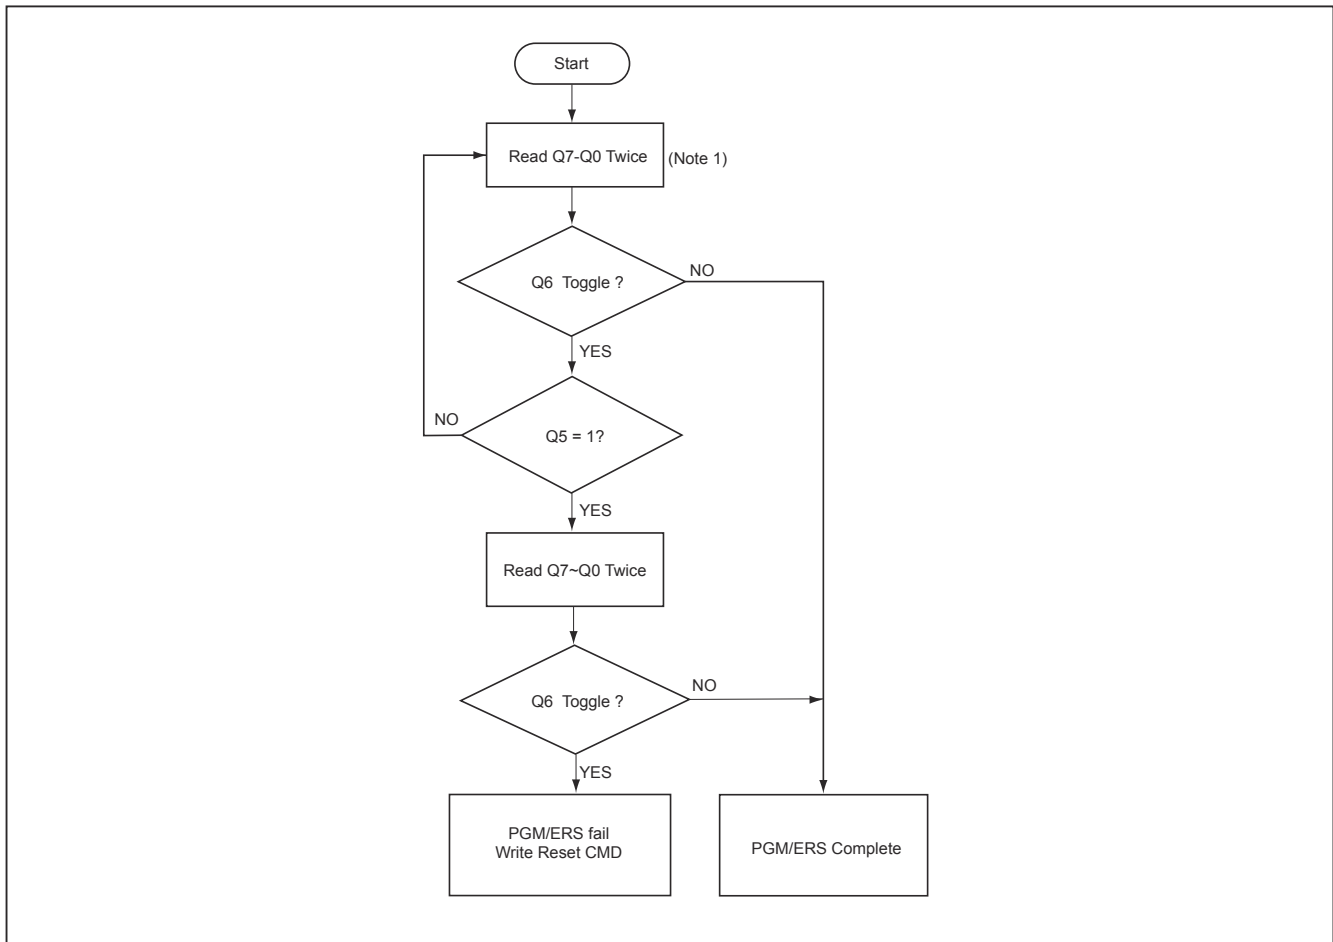 Start
Read Q7-Q0 Twice
(Note 1)
Q6 Toggle ?
NO
YES
NO
Q5 = 1?
YES
Read Q7~Q0 Twice
Q6 Toggle ?
NO
YES
PGM/ERS fail
Write Reset CMD
PGM/ERS Complete